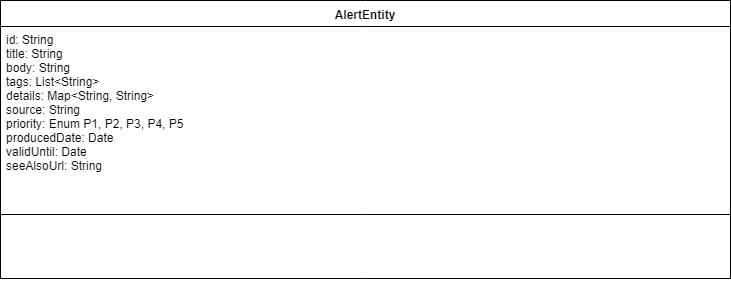 AlertEntity
id: String
title: String
body: String
tags: List<String>
details: Map<String, String>
source: String
priority: Enum P1, P2, P3, P4, P5
producedDate: Date
validUntil: Date
seeAlsoUrl: String